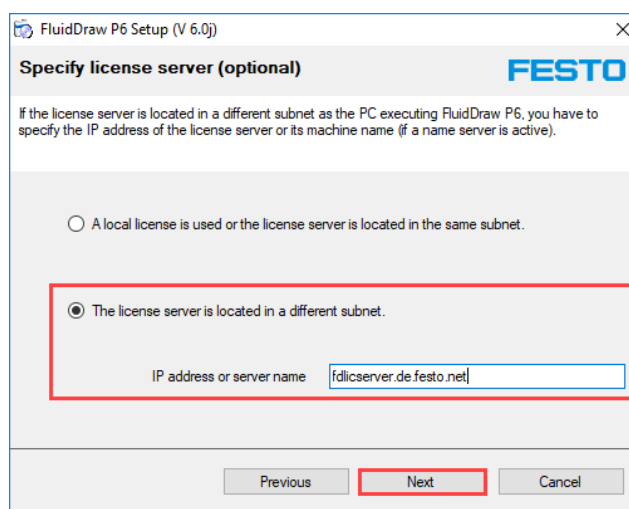 FluidDraw P6 Setup (V 6.0j)
Specify license server (optional)
FESTO
If the license server is located in a different subnet as the PC executing FluidDraw P6, you have to
specify the IP address of the license server or its machine name (if a name server is active).
A local license is used or the license server is located in the same subnet.
The license server is located in a different subnet.
IP address or server name fdlicserver.de.festo.net
Previous Next Cancel